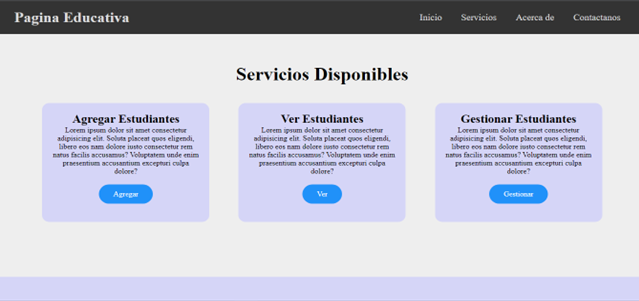 Pagina Educativa
Inicio Servicios Acerca de Contactanos
Servicios Disponibles
Agregar Estudiantes
Lorem ipsum dolor sit amet consectetur
adipisicing elit. Soluta placeat quos eligendi,
libero eos nam dolore iusto consectetur rem
natus facilis accusamus? Voluptatem unde enim
praesentium accusantium excepturi culpa
dolore?
Agregar
Ver Estudiantes
Lorem ipsum dolor sit amet consectetur
adipisicing elit. Soluta placeat quos eligendi,
libero eos nam dolore iusto consectetur rem
natus facilis accusamus? Voluptatem unde enim
praesentium accusantium excepturi culpa
dolore?
Ver
Gestionar Estudiantes
Lorem ipsum dolor sit amet consectetur
adipisicing elit. Soluta placeat quos eligendi,
libero eos nam dolore iusto consectetur rem
natus facilis accusamus? Voluptatem unde enim
praesentium accusantium excepturi culpa
dolore?
Gestionar